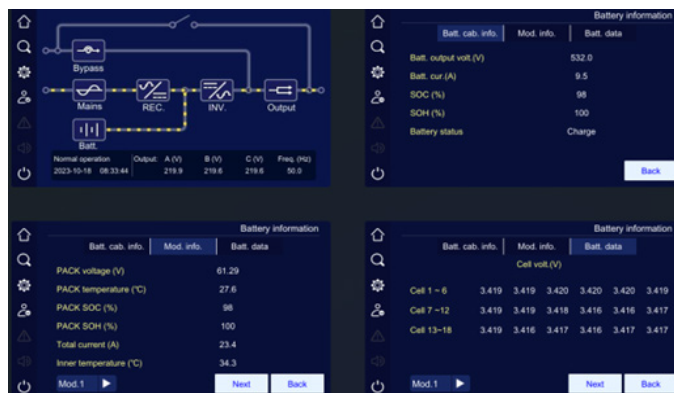 Bypass
Mains
REC.
INV.
Output
Batt.
Normal operation
2023-10-18 08:33:44
Output: A (V) B (V) C (V) Freq. (Hz)
219.9 219.6 219.6 50.0
Battery information
Batt. cab. info. Mod. info. Batt. data
Batt. output volt.(V) 532.0
Batt. cur.(A) 9.5
SOC (%) 98
SOH (%) 100
Battery status Charge
Back
Battery information
Batt. cab. info. Mod. info. Batt. data
PACK voltage (V) 61.29
PACK temperature (°C) 27.6
PACK SOC (%) 98
PACK SOH (%) 100
Total current (A) 23.4
Inner temperature (°C) 34.3
Mod.1 Next Back
Battery information
Batt. cab. info. Mod. info. Batt. data
Cell volt.(V)
Cell 1 ~ 6 3.419 3.419 3.420 3.420 3.420 3.419
Cell 7 ~12 3.419 3.419 3.418 3.416 3.416 3.417
Cell 13~18 3.419 3.416 3.417 3.416 3.417 3.417
Mod.1 Next Back